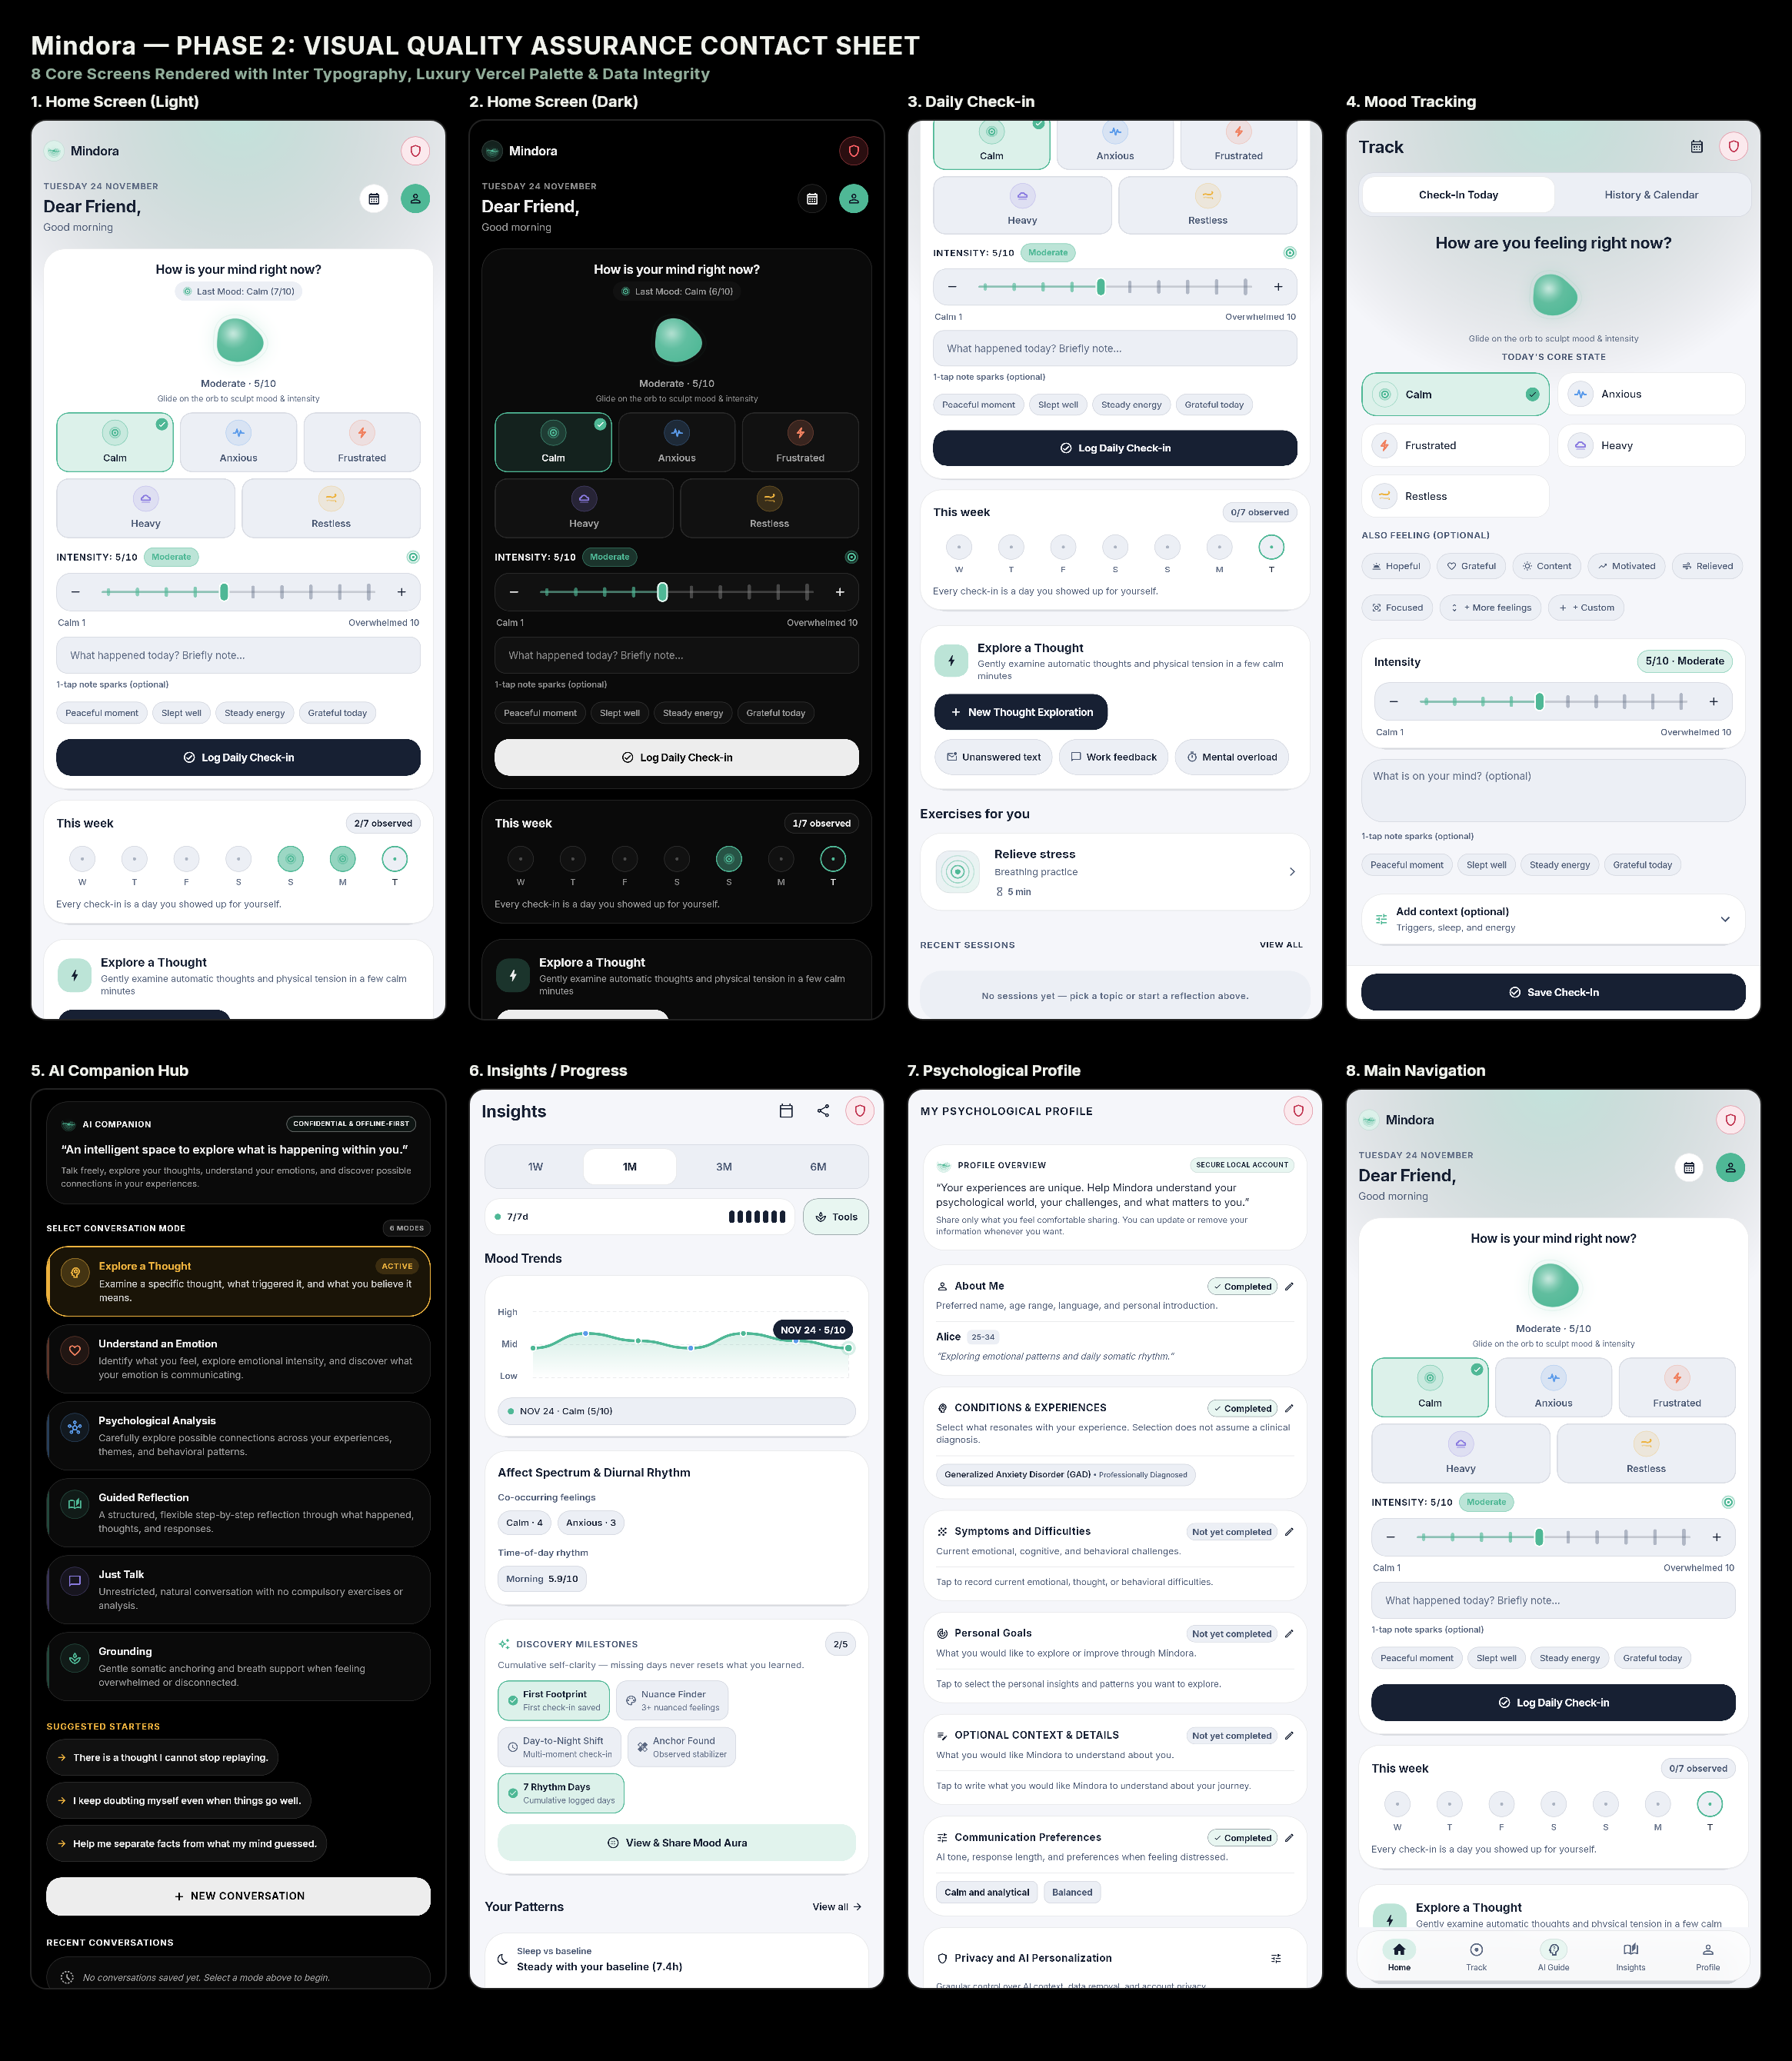 Mindora — PHASE 2: VISUAL QUALITY ASSURANCE CONTACT SHEET
8 Core Screens Rendered with Inter Typography, Luxury Vercel Palette & Data Integrity
1. Home Screen (Light)
Mindora
TUESDAY 24 NOVEMBER
Dear Friend,
Good morning
How is your mind right now?
Last Mood: Calm (7/10)
Moderate · 5/10
Glide on the orb to sculpt mood & intensity
Calm
Anxious
Frustrated
Heavy
Restless
INTENSITY: 5/10 Moderate
− +
Calm 1 Overwhelmed 10
What happened today? Briefly note...
1-tap note sparks (optional)
Peaceful moment Slept well Steady energy Grateful today
Log Daily Check-in
This week 2/7 observed
W T F S S M T
Every check-in is a day you showed up for yourself.
Explore a Thought
Gently examine automatic thoughts and physical tension in a few calm
minutes
2. Home Screen (Dark)
Mindora
TUESDAY 24 NOVEMBER
Dear Friend,
Good morning
How is your mind right now?
Last Mood: Calm (6/10)
Moderate · 5/10
Glide on the orb to sculpt mood & intensity
Calm
Anxious
Frustrated
Heavy
Restless
INTENSITY: 5/10 Moderate
− +
Calm 1 Overwhelmed 10
What happened today? Briefly note...
1-tap note sparks (optional)
Peaceful moment Slept well Steady energy Grateful today
Log Daily Check-in
This week 1/7 observed
W T F S S M T
Every check-in is a day you showed up for yourself.
Explore a Thought
Gently examine automatic thoughts and physical tension in a few calm
minutes
3. Daily Check-in
Calm
Anxious
Frustrated
Heavy
Restless
INTENSITY: 5/10 Moderate
− +
Calm 1 Overwhelmed 10
What happened today? Briefly note...
1-tap note sparks (optional)
Peaceful moment Slept well Steady energy Grateful today
Log Daily Check-in
This week 0/7 observed
W T F S S M T
Every check-in is a day you showed up for yourself.
Explore a Thought
Gently examine automatic thoughts and physical tension in a few calm
minutes
+ New Thought Exploration
Unanswered text Work feedback Mental overload
Exercises for you
Relieve stress
Breathing practice
5 min
RECENT SESSIONS VIEW ALL
No sessions yet — pick a topic or start a reflection above.
4. Mood Tracking
Track
Check-In Today History & Calendar
How are you feeling right now?
Glide on the orb to sculpt mood & intensity
TODAY'S CORE STATE
Calm
Anxious
Frustrated
Heavy
Restless
ALSO FEELING (OPTIONAL)
Hopeful Grateful Content Motivated Relieved
Focused + More feelings + + Custom
Intensity 5/10 · Moderate
− +
Calm 1 Overwhelmed 10
What is on your mind? (optional)
1-tap note sparks (optional)
Peaceful moment Slept well Steady energy Grateful today
Add context (optional)
Triggers, sleep, and energy
Save Check-In
5. AI Companion Hub
AI COMPANION CONFIDENTIAL & OFFLINE-FIRST
“An intelligent space to explore what is happening within you.”
Talk freely, explore your thoughts, understand your emotions, and discover possible
connections in your experiences.
SELECT CONVERSATION MODE 6 MODES
Explore a Thought ACTIVE
Examine a specific thought, what triggered it, and what you believe it
means.
Understand an Emotion
Identify what you feel, explore emotional intensity, and discover what
your emotion is communicating.
Psychological Analysis
Carefully explore possible connections across your experiences,
themes, and behavioral patterns.
Guided Reflection
A structured, flexible step-by-step reflection through what happened,
thoughts, and responses.
Just Talk
Unrestricted, natural conversation with no compulsory exercises or
analysis.
Grounding
Gentle somatic anchoring and breath support when feeling
overwhelmed or disconnected.
SUGGESTED STARTERS
→ There is a thought I cannot stop replaying.
→ I keep doubting myself even when things go well.
→ Help me separate facts from what my mind guessed.
+ NEW CONVERSATION
RECENT CONVERSATIONS
No conversations saved yet. Select a mode above to begin.
6. Insights / Progress
Insights
1W 1M 3M 6M
7/7d Tools
Mood Trends
High
Mid
Low
NOV 24 · 5/10
NOV 24 · Calm (5/10)
Affect Spectrum & Diurnal Rhythm
Co-occurring feelings
Calm · 4 Anxious · 3
Time-of-day rhythm
Morning 5.9/10
DISCOVERY MILESTONES 2/5
Cumulative self-clarity — missing days never resets what you learned.
First Footprint
First check-in saved
Nuance Finder
3+ nuanced feelings
Day-to-Night Shift
Multi-moment check-in
Anchor Found
Observed stabilizer
7 Rhythm Days
Cumulative logged days
View & Share Mood Aura
Your Patterns View all →
Sleep vs baseline
Steady with your baseline (7.4h)
7. Psychological Profile
MY PSYCHOLOGICAL PROFILE
PROFILE OVERVIEW SECURE LOCAL ACCOUNT
“Your experiences are unique. Help Mindora understand your
psychological world, your challenges, and what matters to you.”
Share only what you feel comfortable sharing. You can update or remove your
information whenever you want.
About Me ✓ Completed
Preferred name, age range, language, and personal introduction.
Alice 25-34
“Exploring emotional patterns and daily somatic rhythm.”
CONDITIONS & EXPERIENCES ✓ Completed
Select what resonates with your experience. Selection does not assume a clinical
diagnosis.
Generalized Anxiety Disorder (GAD) • Professionally Diagnosed
Symptoms and Difficulties Not yet completed
Current emotional, cognitive, and behavioral challenges.
Tap to record current emotional, thought, or behavioral difficulties.
Personal Goals Not yet completed
What you would like to explore or improve through Mindora.
Tap to select the personal insights and patterns you want to explore.
OPTIONAL CONTEXT & DETAILS Not yet completed
What you would like Mindora to understand about you.
Tap to write what you would like Mindora to understand about your journey.
Communication Preferences ✓ Completed
AI tone, response length, and preferences when feeling distressed.
Calm and analytical Balanced
Privacy and AI Personalization
Granular control over AI context, data removal, and account privacy.
8. Main Navigation
Mindora
TUESDAY 24 NOVEMBER
Dear Friend,
Good morning
How is your mind right now?
Moderate · 5/10
Glide on the orb to sculpt mood & intensity
Calm
Anxious
Frustrated
Heavy
Restless
INTENSITY: 5/10 Moderate
− +
Calm 1 Overwhelmed 10
What happened today? Briefly note...
1-tap note sparks (optional)
Peaceful moment Slept well Steady energy Grateful today
Log Daily Check-in
This week 0/7 observed
W T F S S M T
Every check-in is a day you showed up for yourself.
Explore a Thought
Gently examine automatic thoughts and physical tension in a few calm
Home Track AI Guide Insights Profile